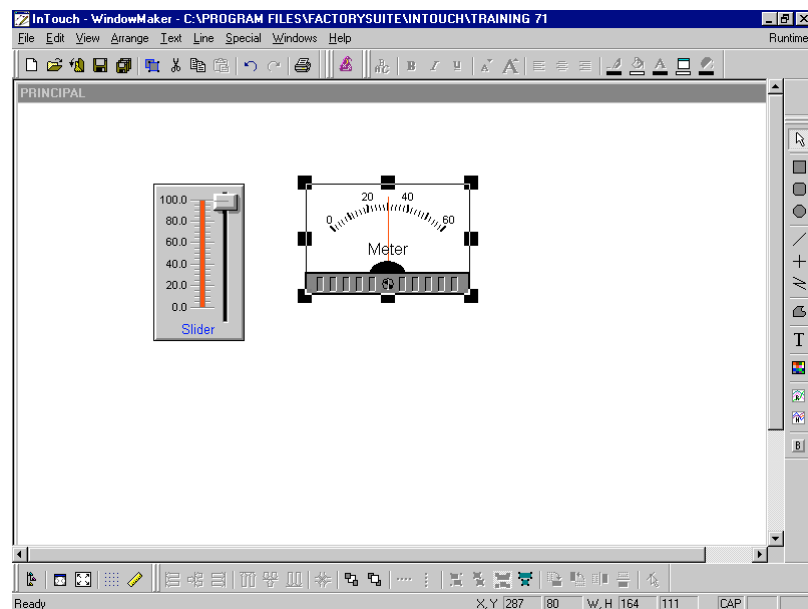 InTouch - WindowMaker - C:\PROGRAM FILES\FACTORYSUITE\INTOUCH\TRAINING 71
File Edit View Arrange Text Line Special Windows Help Runtime
PRINCIPAL
100.0
80.0
60.0
40.0
20.0
0.0
Slider
0 20 40 60
Meter
Ready X, Y 287 80 W, H 164 111 CAP